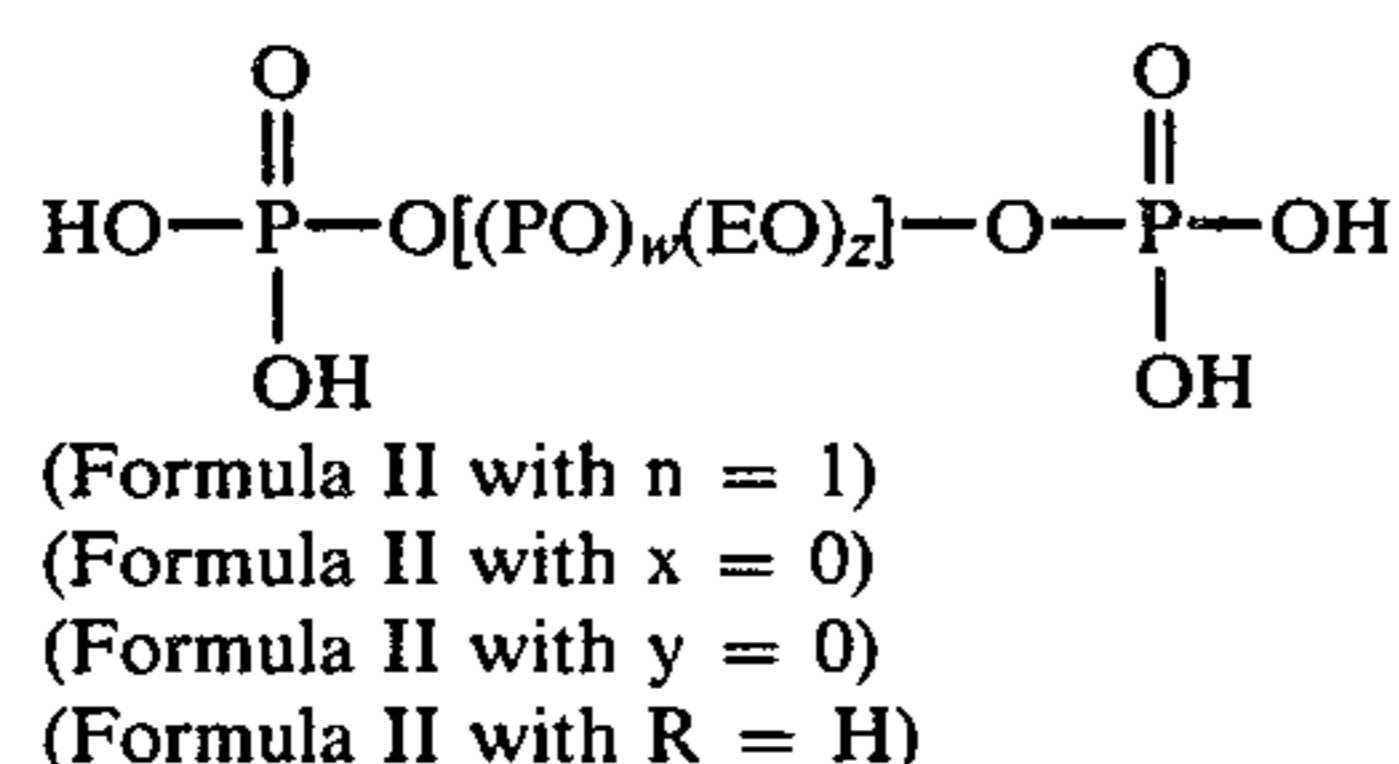 O O
HO—P—O[(PO)w(EO)z]—O—P—OH
OH OH
(Formula II with n = 1)
(Formula II with x = 0)
(Formula II with y = 0)
(Formula II with R = H)